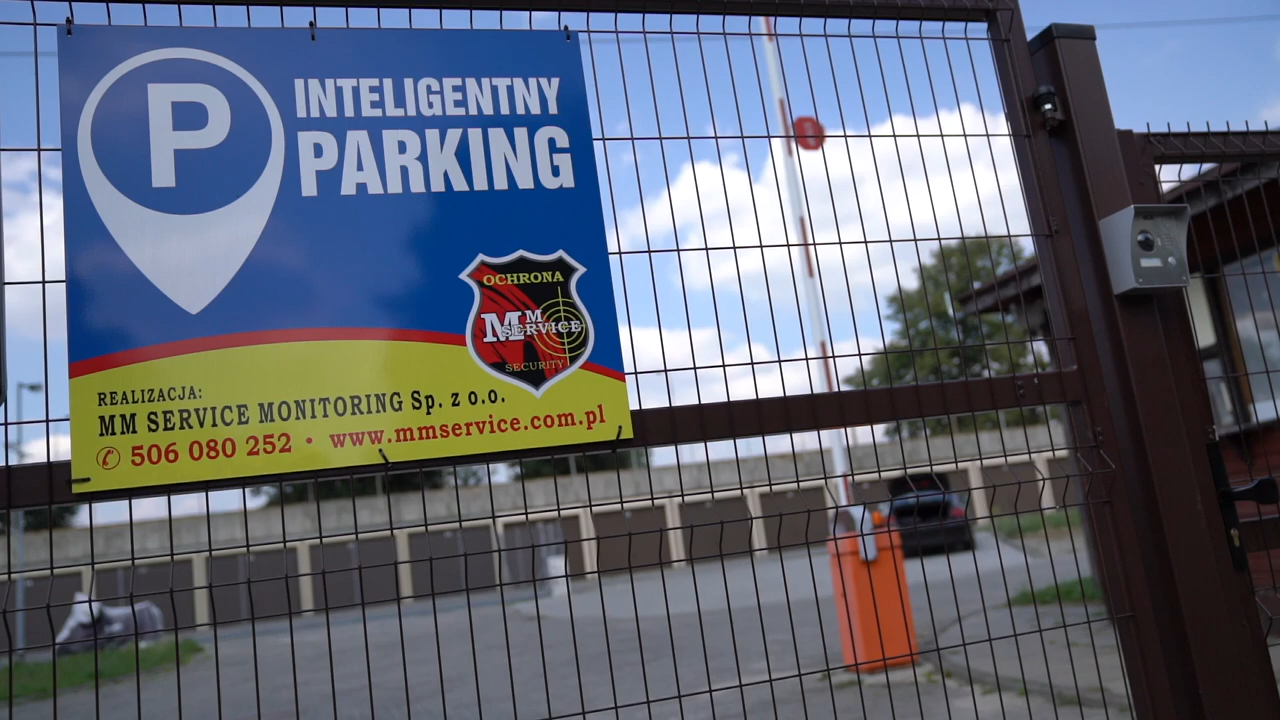 P
INTELIGENTNY
PARKING
OCHRONA
MM
SERVICE
SECURITY
REALIZACJA:
MM SERVICE MONITORING Sp. z o.o.
506 080 252 • www.mmservice.com.pl